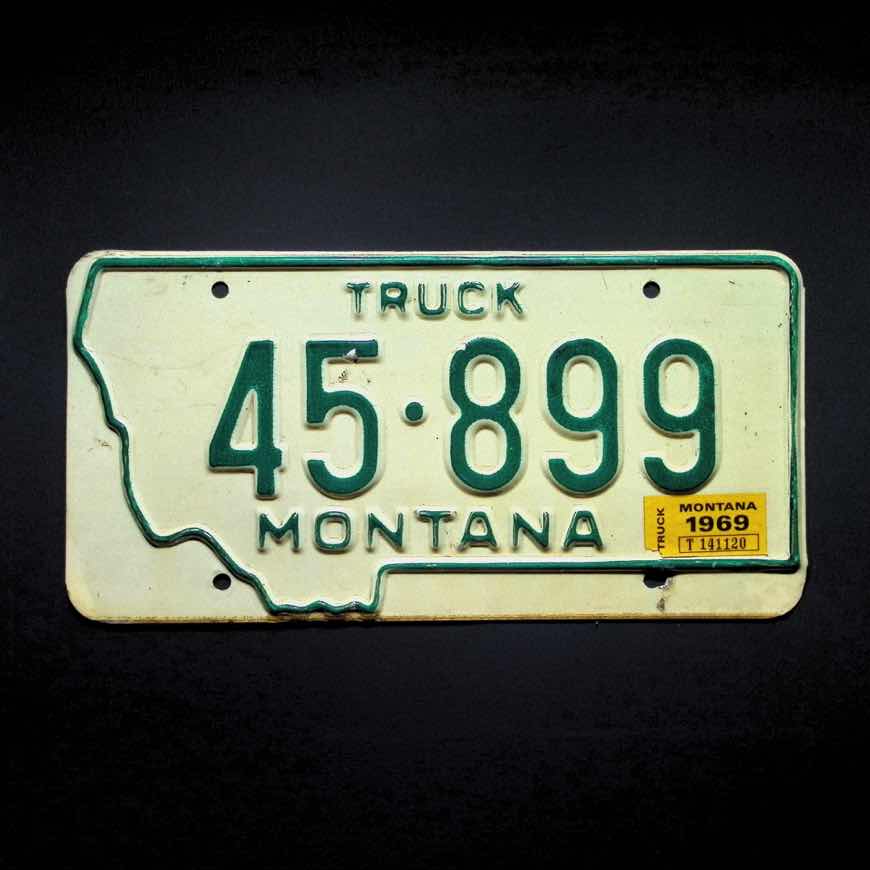 TRUCK
45·899
MONTANA
TRUCK
MONTANA
1969
T 141120